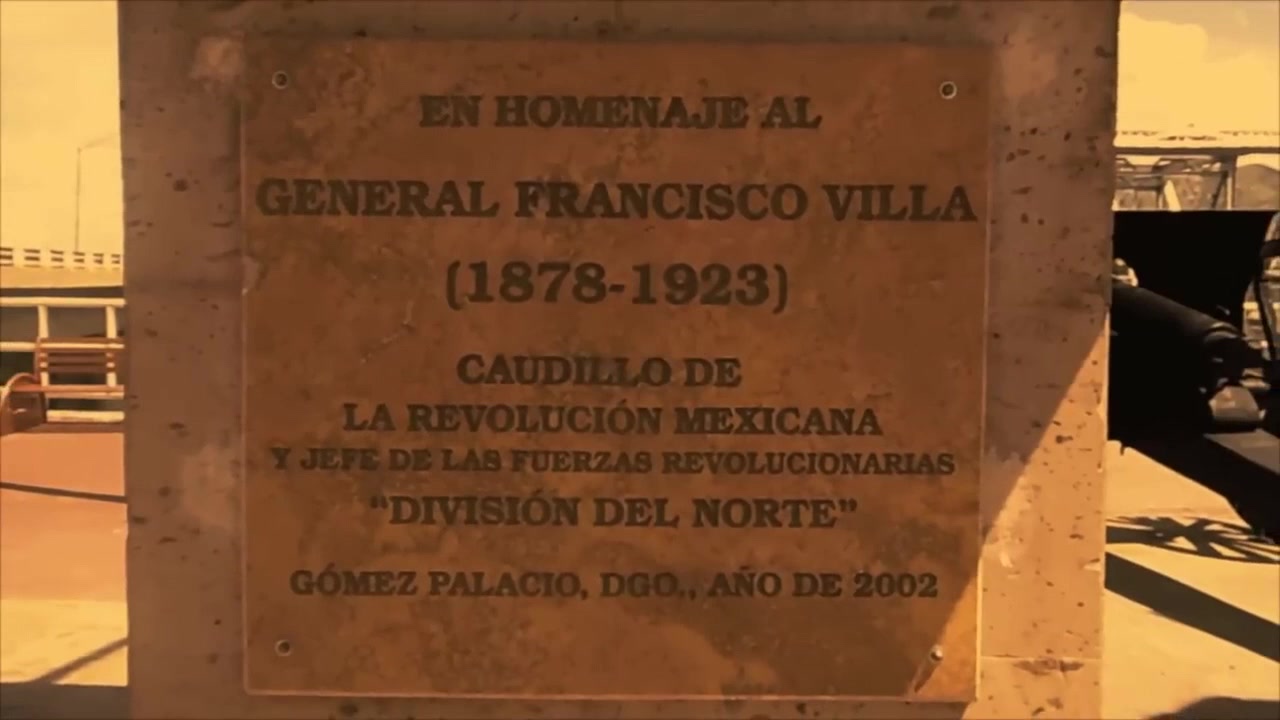 EN HOMENAJE AL
GENERAL FRANCISCO VILLA
(1878-1923)
CAUDILLO DE
LA REVOLUCIÓN MEXICANA
Y JEFE DE LAS FUERZAS REVOLUCIONARIAS
“DIVISIÓN DEL NORTE”
GÓMEZ PALACIO, DGO., AÑO DE 2002